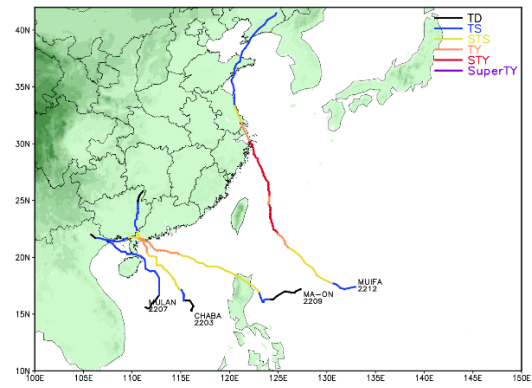 40N
35N
30N
25N
20N
15N
10N
TD
TS
STS
TY
STY
SuperTY
MULAN
2207
CHABA
2203
MA-ON
2209
MUIFA
2212
100E 105E 110E 115E 120E 125E 130E 135E 140E 145E 150E